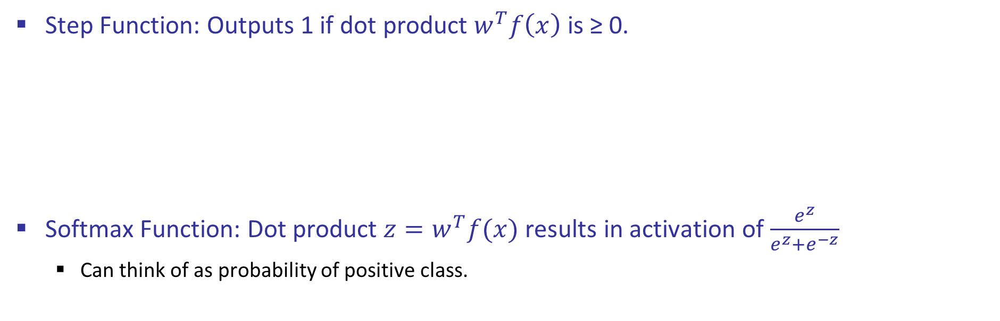 ▪ Step Function: Outputs 1 if dot product $w^T f(x)$ is ≥ 0.
▪ Softmax Function: Dot product $z = w^T f(x)$ results in activation of $\frac{e^z}{e^z+e^{-z}}$
▪ Can think of as probability of positive class.